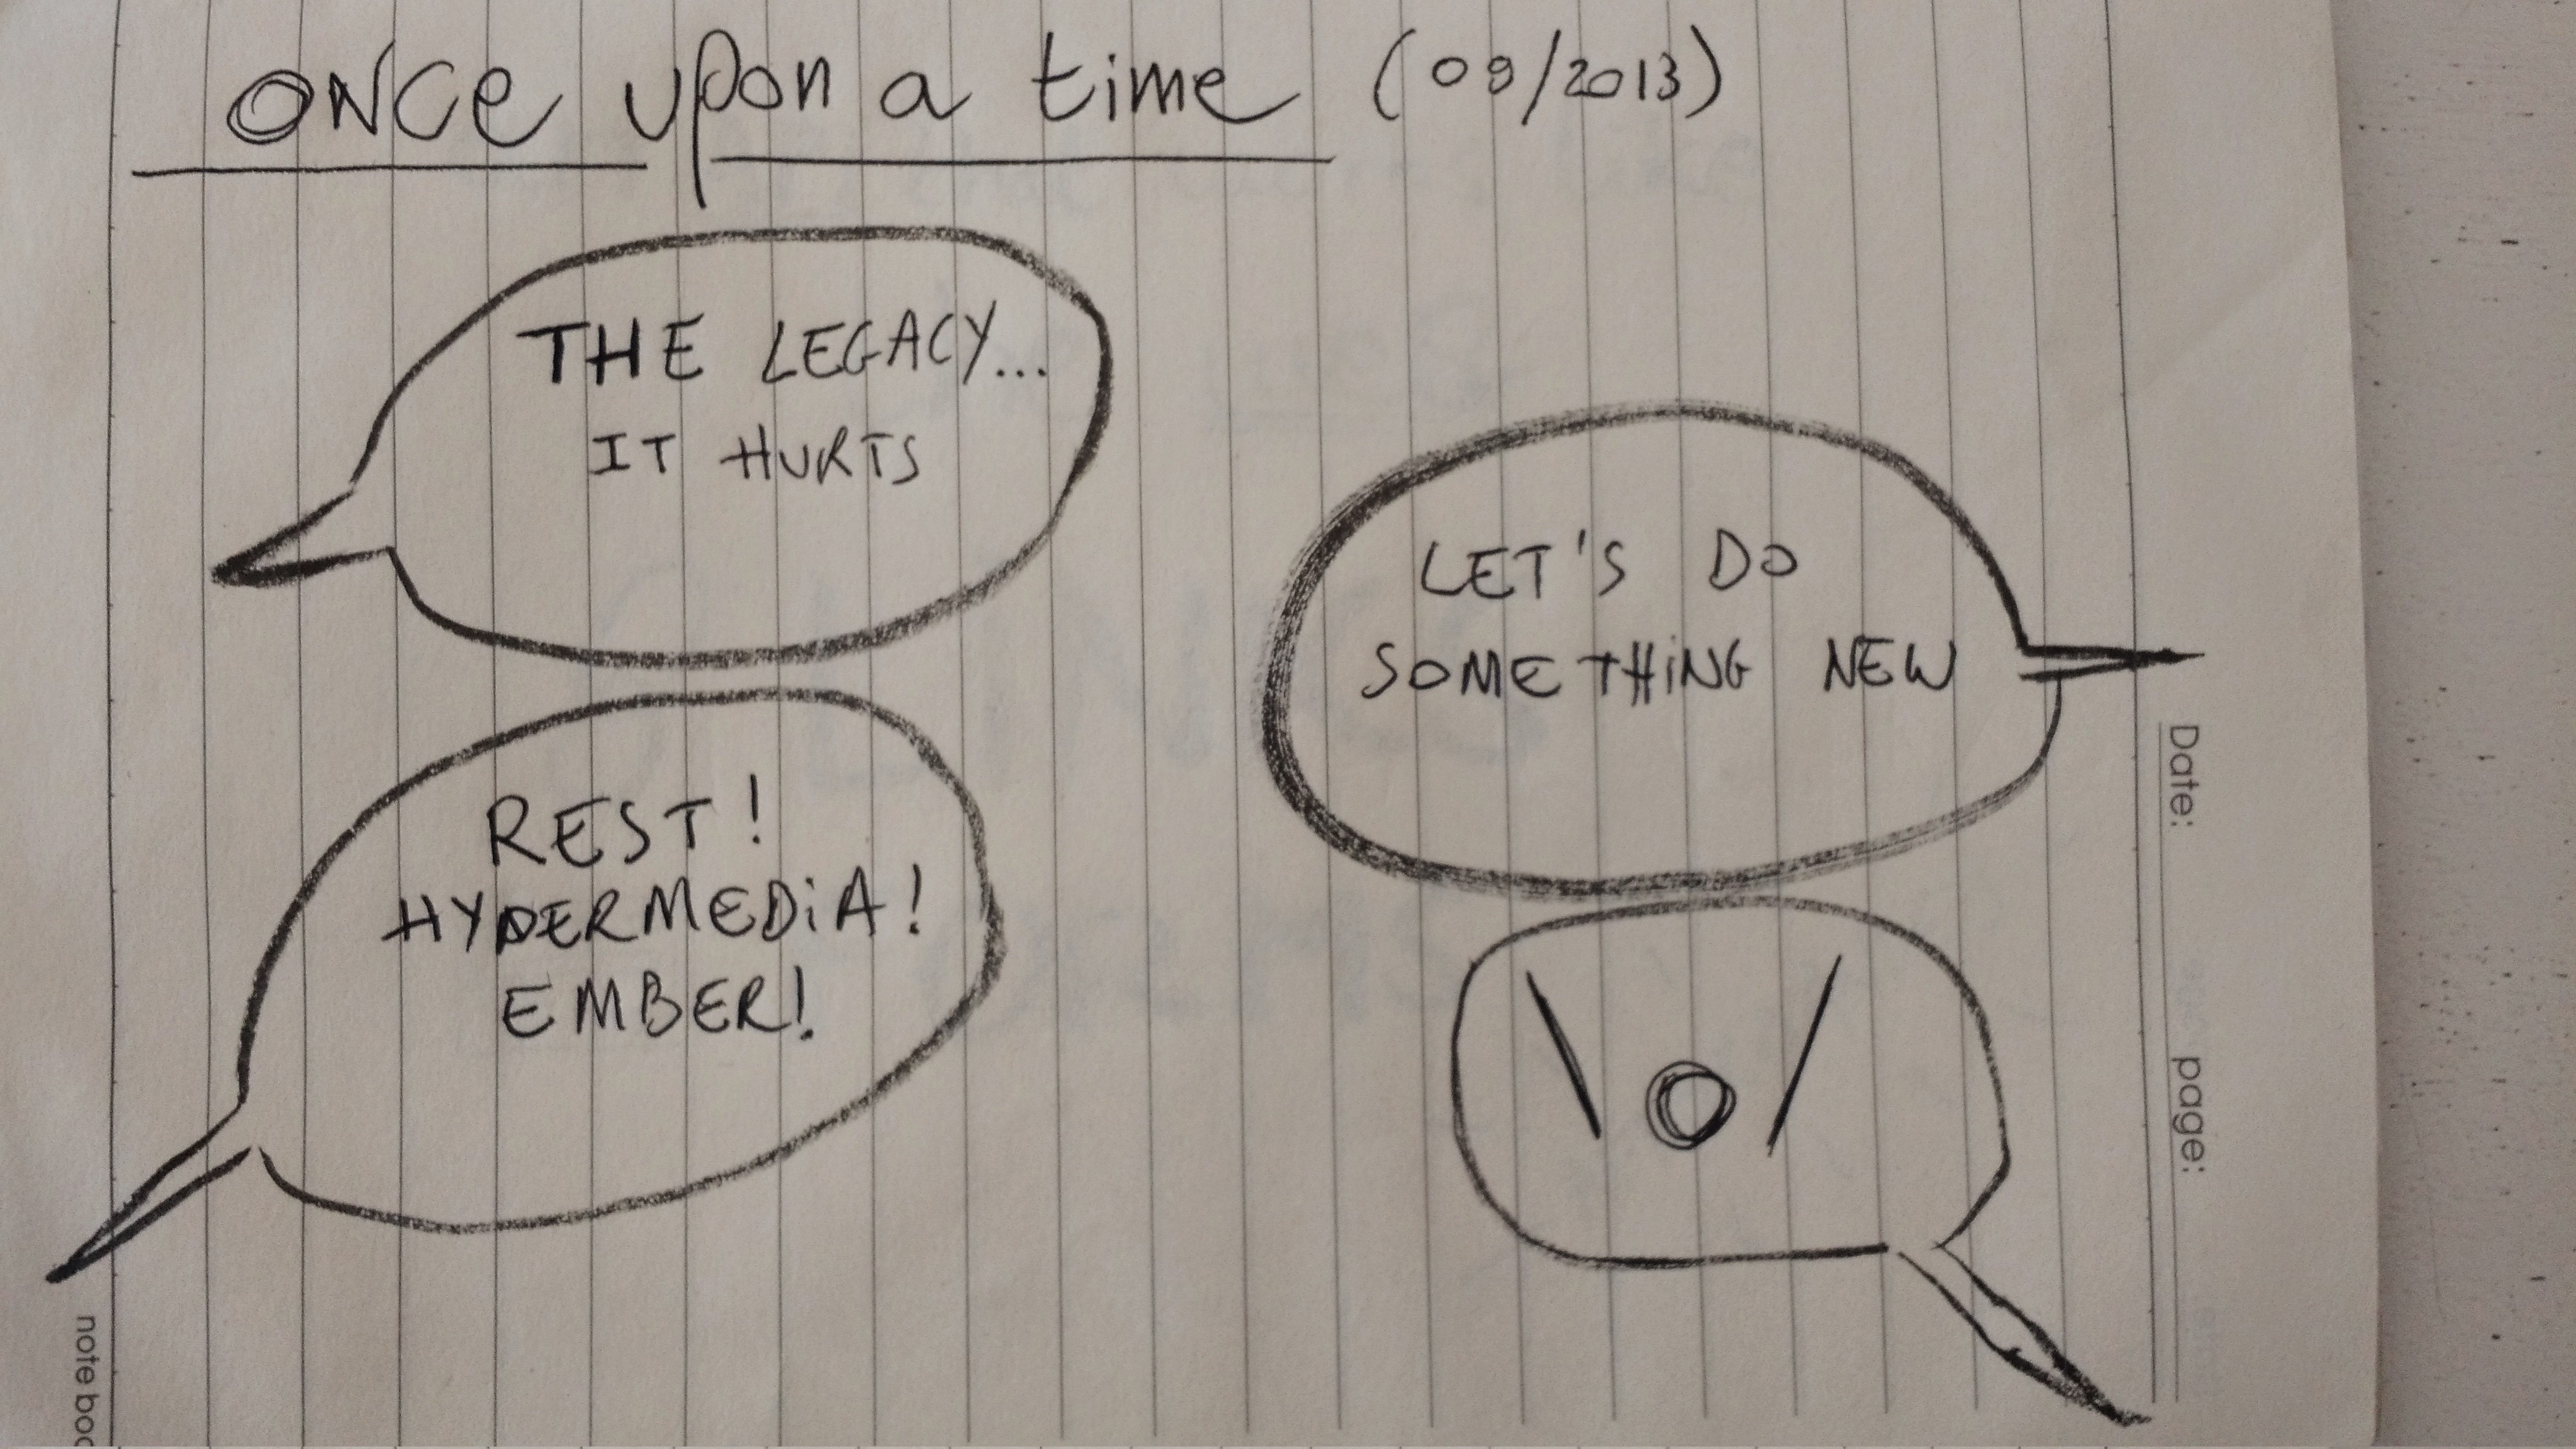 once upon a time (09/2013)
THE LEGACY...
IT HURTS
LET'S DO
SOMETHING NEW
REST!
HYPERMEDIA!
EMBER!
\o/
Date:
page:
note boo